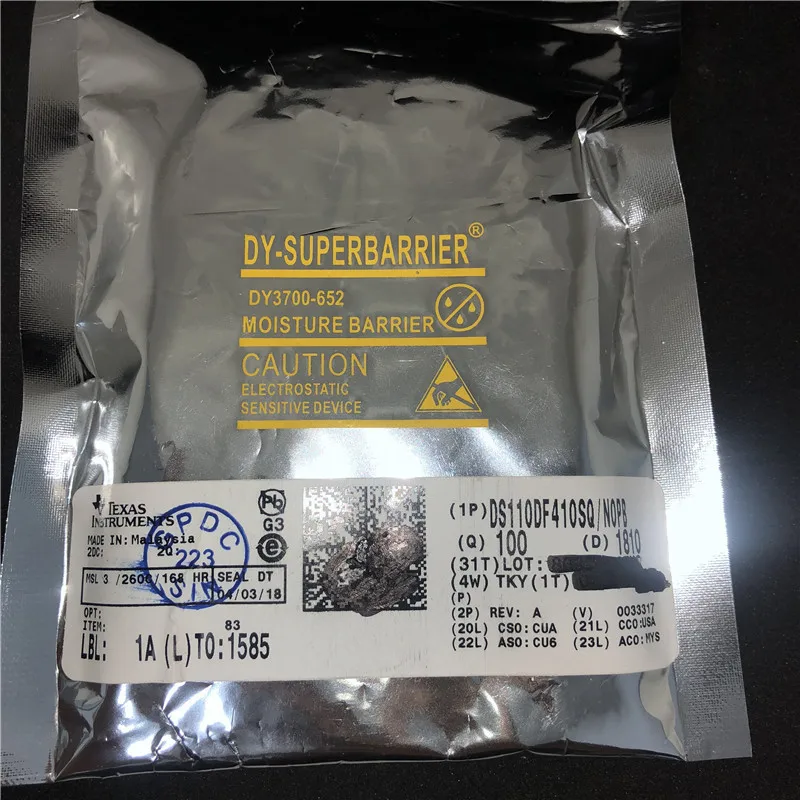 DY-SUPERBARRIER®
DY3700-652
MOISTURE BARRIER
CAUTION
ELECTROSTATIC
SENSITIVE DEVICE
TEXAS
INSTRUMENTS
MADE IN: Malaysia
2DC: 2Q:
MSL 3 /260C/168 HR SEAL DT
04/03/18
OPT:
ITEM: 83
LBL: 1A (L)TO:1585
Pb
G3
e
SPDC
223
(1P) DS110DF410SQ/NOPB
(Q) 100 (D) 1810
(31T)LOT:
(4W) TKY(1T)
(P)
(2P) REV: A (V) 0033317
(20L) CSO:CUA (21L) CCO:USA
(22L) ASO:CU6 (23L) ACO:MYS